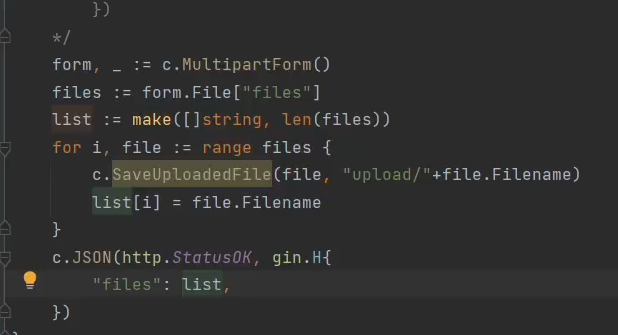 })
*/
form, _ := c.MultipartForm()
files := form.File["files"]
list := make([]string, len(files))
for i, file := range files {
c.SaveUploadedFile(file, "upload/"+file.Filename)
list[i] = file.Filename
}
c.JSON(http.StatusOK, gin.H{
"files": list,
})